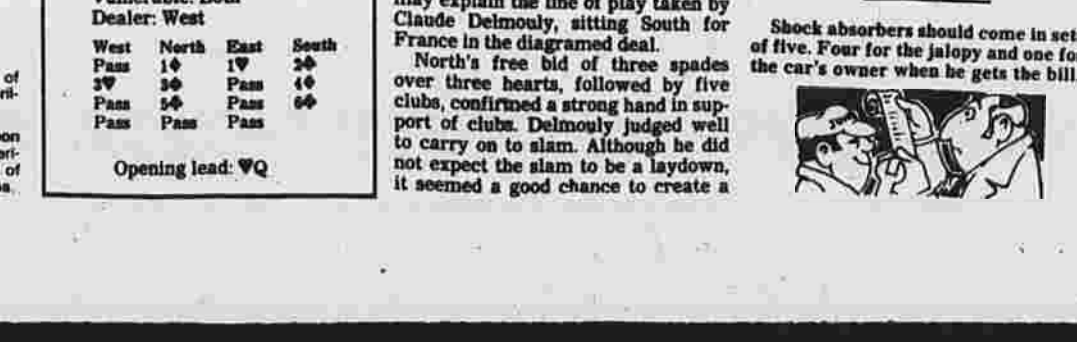 Vulnerable: Both
Dealer: West
West North East South
Pass 1♦ 1♥ 2♣
3♥ 3♠ Pass 4
Pass 5♣ Pass 6♣
Pass Pass Pass
Opening lead: ♥Q
may explain the line of play taken by
Claude Delmouly, sitting South for
France in the diagramed deal.
North's free bid of three spades
over three hearts, followed by five
clubs, confirmed a strong hand in sup-
port of clubs. Delmouly judged well
to carry on to slam. Although he did
not expect the slam to be a laydown,
it seemed a good chance to create a
Shock absorbers should come in set
of five. Four for the jalopy and one fo
the car's owner when he gets the bill